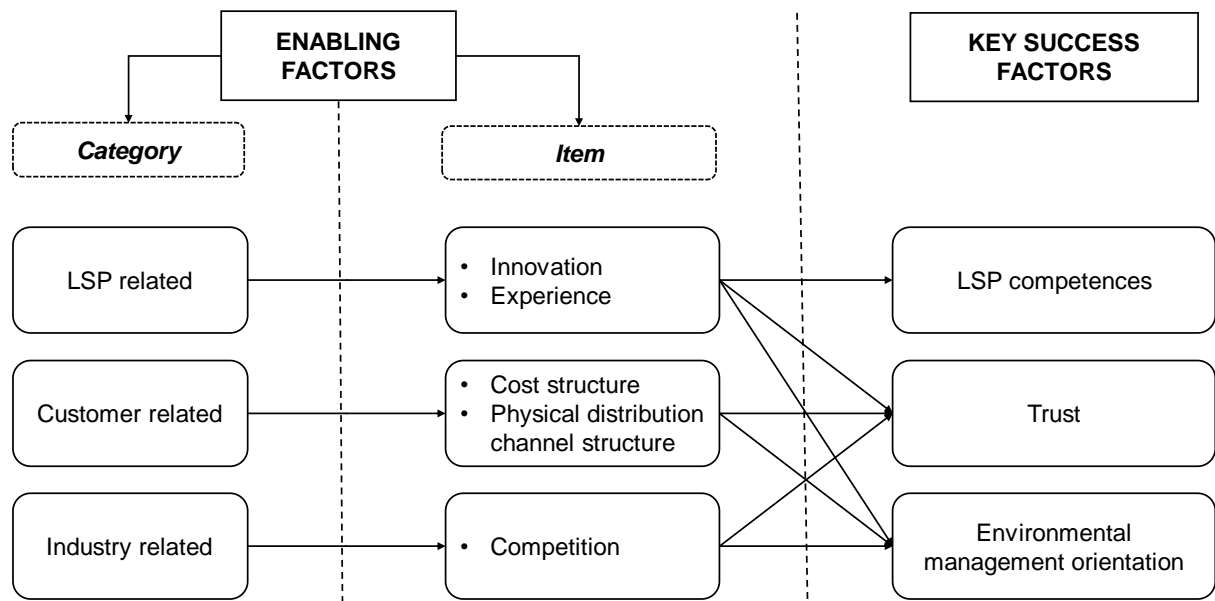 ENABLING
FACTORS
KEY SUCCESS
FACTORS
Category
Item
LSP related
• Innovation
• Experience
LSP competences
Customer related
• Cost structure
• Physical distribution
channel structure
Trust
Industry related
• Competition
Environmental
management orientation